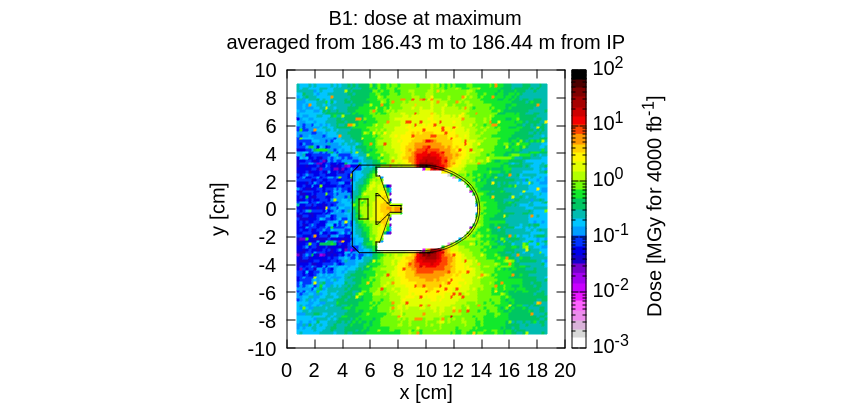 B1: dose at maximum
averaged from 186.43 m to 186.44 m from IP
10
8
6
4
2
0
-2
-4
-6
-8
-10
y [cm]
0 2 4 6 8 10 12 14 16 18 20
x [cm]
10²
10¹
10⁰
10⁻¹
10⁻²
10⁻³
Dose [MGy for 4000 fb⁻¹]